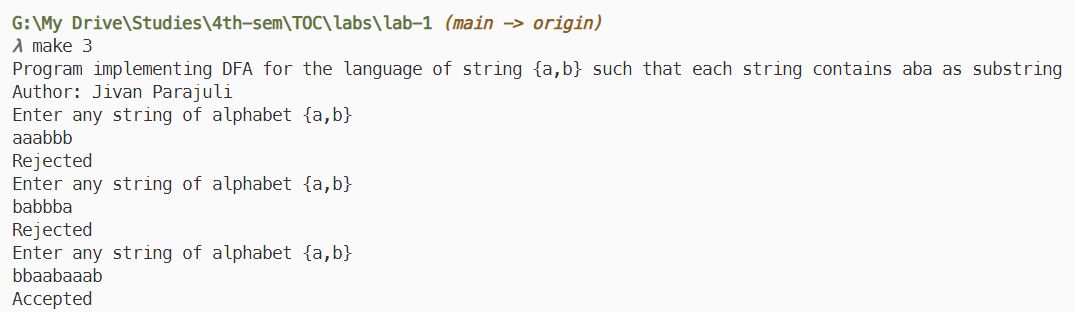 G:\My Drive\Studies\4th-sem\TOC\labs\lab-1 (main -> origin)
λ make 3
Program implementing DFA for the language of string {a,b} such that each string contains aba as substring
Author: Jivan Parajuli
Enter any string of alphabet {a,b}
aaabbb
Rejected
Enter any string of alphabet {a,b}
babbba
Rejected
Enter any string of alphabet {a,b}
bbaabaaab
Accepted